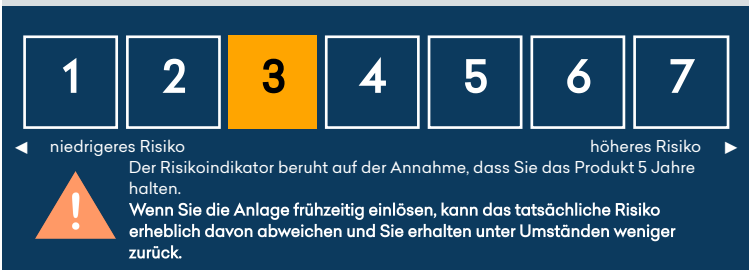 1 2 3 4 5 6 7
◀ niedrigeres Risiko höheres Risiko ▶
Der Risikoindikator beruht auf der Annahme, dass Sie das Produkt 5 Jahre
halten.
Wenn Sie die Anlage frühzeitig einlösen, kann das tatsächliche Risiko
erheblich davon abweichen und Sie erhalten unter Umständen weniger
zurück.